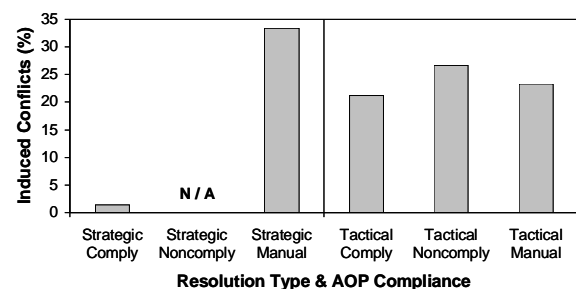 Induced Conflicts (%)
35
30
25
20
15
10
5
0
N / A
Strategic Comply
Strategic Noncomply
Strategic Manual
Tactical Comply
Tactical Noncomply
Tactical Manual
Resolution Type & AOP Compliance